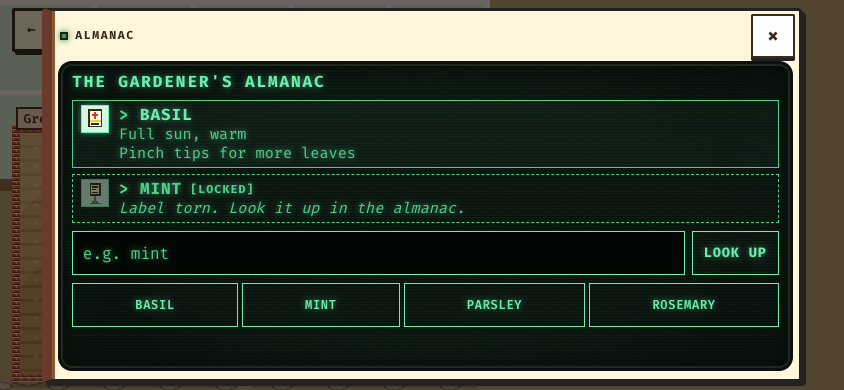 ←
ALMANAC
×
Gre
THE GARDENER'S ALMANAC
> BASIL
Full sun, warm
Pinch tips for more leaves
> MINT [LOCKED]
Label torn. Look it up in the almanac.
e.g. mint
LOOK UP
BASIL
MINT
PARSLEY
ROSEMARY